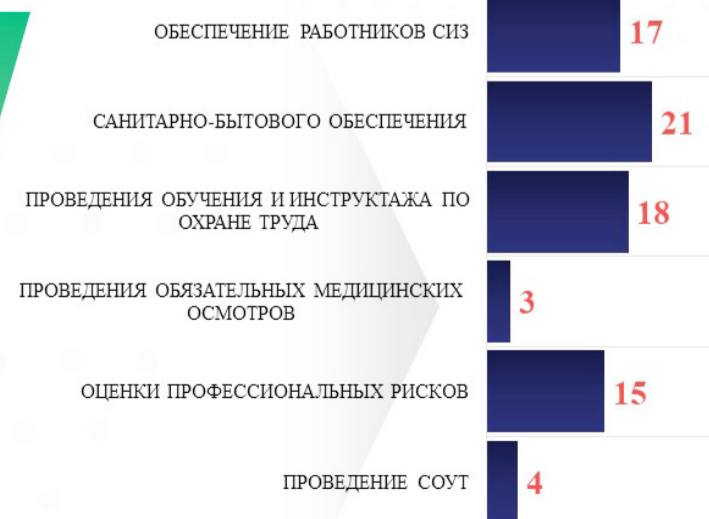 ОБЕСПЕЧЕНИЕ РАБОТНИКОВ СИЗ
17
САНИТАРНО-БЫТОВОГО ОБЕСПЕЧЕНИЯ
21
ПРОВЕДЕНИЯ ОБУЧЕНИЯ И ИНСТРУКТАЖА ПО
ОХРАНЕ ТРУДА
18
ПРОВЕДЕНИЯ ОБЯЗАТЕЛЬНЫХ МЕДИЦИНСКИХ
ОСМОТРОВ
3
ОЦЕНКИ ПРОФЕССИОНАЛЬНЫХ РИСКОВ
15
ПРОВЕДЕНИЕ СОУТ
4